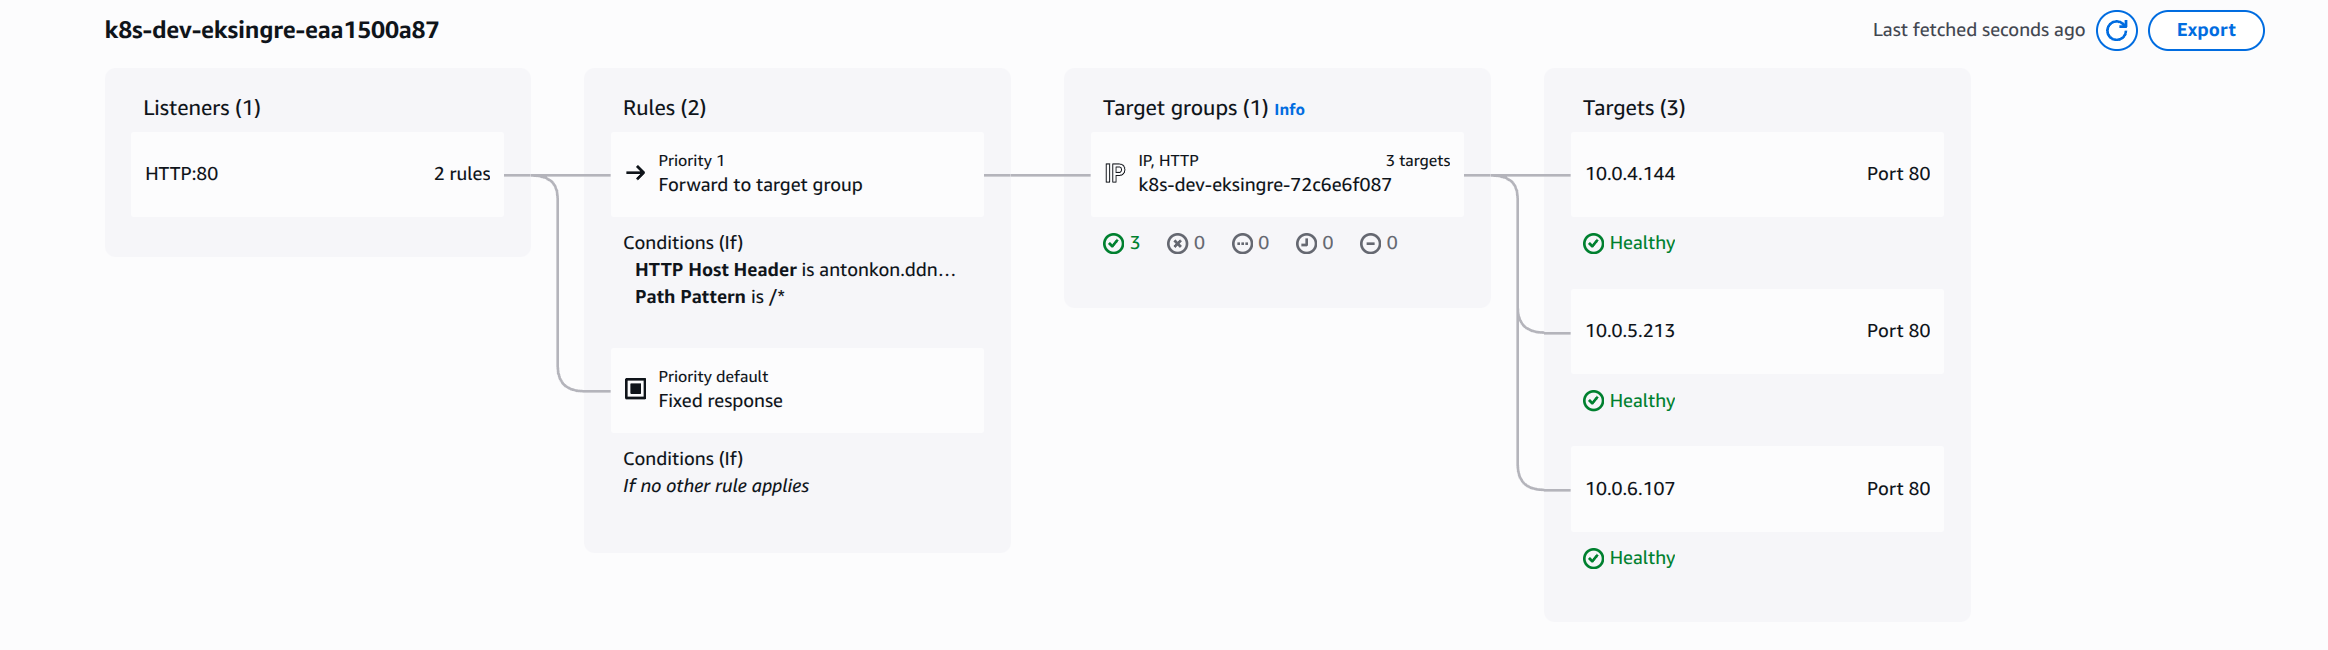 k8s-dev-eksingre-eaa1500a87
Last fetched seconds ago
Export
Listeners (1)
HTTP:80
2 rules
Rules (2)
Priority 1
Forward to target group
Conditions (If)
HTTP Host Header is antonkon.ddn...
Path Pattern is /*
Priority default
Fixed response
Conditions (If)
If no other rule applies
Target groups (1) Info
IP
IP, HTTP
3 targets
k8s-dev-eksingre-72c6e6f087
3 0 0 0 0
Targets (3)
10.0.4.144 Port 80
Healthy
10.0.5.213 Port 80
Healthy
10.0.6.107 Port 80
Healthy